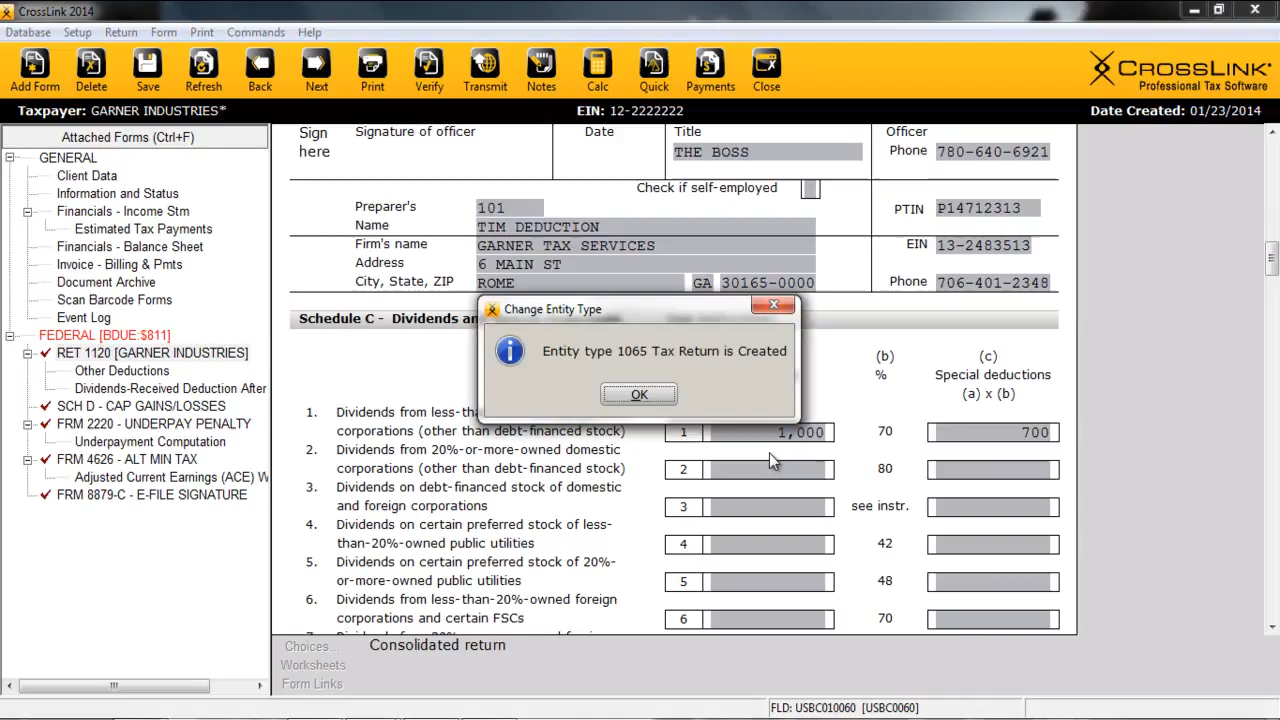 CrossLink 2014
Database Setup Return Form Print Commands Help
Add Form Delete Save Refresh Back Next Print Verify Transmit Notes Calc Quick Payments Close
CROSSLINK
Professional Tax Software
Taxpayer: GARNER INDUSTRIES* EIN: 12-2222222 Date Created: 01/23/2014
Attached Forms (Ctrl+F)
GENERAL
Client Data
Information and Status
Financials - Income Stm
Estimated Tax Payments
Financials - Balance Sheet
Invoice - Billing & Pmts
Document Archive
Scan Barcode Forms
Event Log
FEDERAL [BDUE:$811]
RET 1120 [GARNER INDUSTRIES]
Other Deductions
Dividends-Received Deduction After
SCH D - CAP GAINS/LOSSES
FRM 2220 - UNDERPAY PENALTY
Underpayment Computation
FRM 4626 - ALT MIN TAX
Adjusted Current Earnings (ACE) W
FRM 8879-C - E-FILE SIGNATURE
Sign here
Signature of officer Date Title Officer
THE BOSS Phone 780-640-6921
Check if self-employed
Preparer's 101 PTIN P14712313
Name TIM DEDUCTION
Firm's name GARNER TAX SERVICES EIN 13-2483513
Address 6 MAIN ST
City, State, ZIP ROME GA 30165-0000 Phone 706-401-2348
Schedule C - Dividends an
Change Entity Type
Entity type 1065 Tax Return is Created
OK
(b) (c)
% Special deductions
(a) x (b)
1. Dividends from less-tha
corporations (other than debt-financed stock) 1 1,000 70 700
2. Dividends from 20%-or-more-owned domestic
corporations (other than debt-financed stock) 2 80
3. Dividends on debt-financed stock of domestic
and foreign corporations 3 see instr.
4. Dividends on certain preferred stock of less-
than-20%-owned public utilities 4 42
5. Dividends on certain preferred stock of 20%-
or-more-owned public utilities 5 48
6. Dividends from less-than-20%-owned foreign
corporations and certain FSCs 6 70
Choices... Consolidated return
Worksheets
Form Links
FLD: USBC010060 [USBC0060]